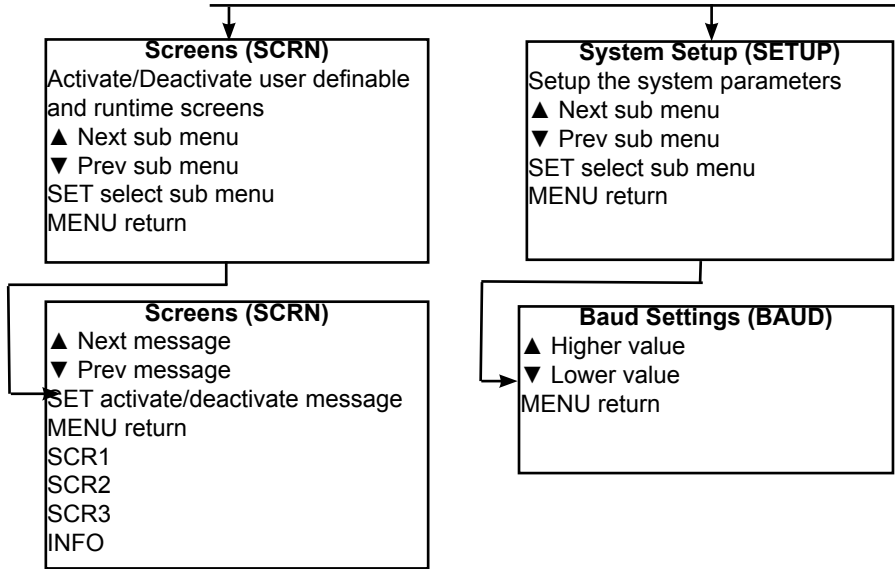 Screens (SCRN)
Activate/Deactivate user definable
and runtime screens
▲ Next sub menu
▼ Prev sub menu
SET select sub menu
MENU return
System Setup (SETUP)
Setup the system parameters
▲ Next sub menu
▼ Prev sub menu
SET select sub menu
MENU return
Screens (SCRN)
▲ Next message
▼ Prev message
SET activate/deactivate message
MENU return
SCR1
SCR2
SCR3
INFO
Baud Settings (BAUD)
▲ Higher value
▼ Lower value
MENU return